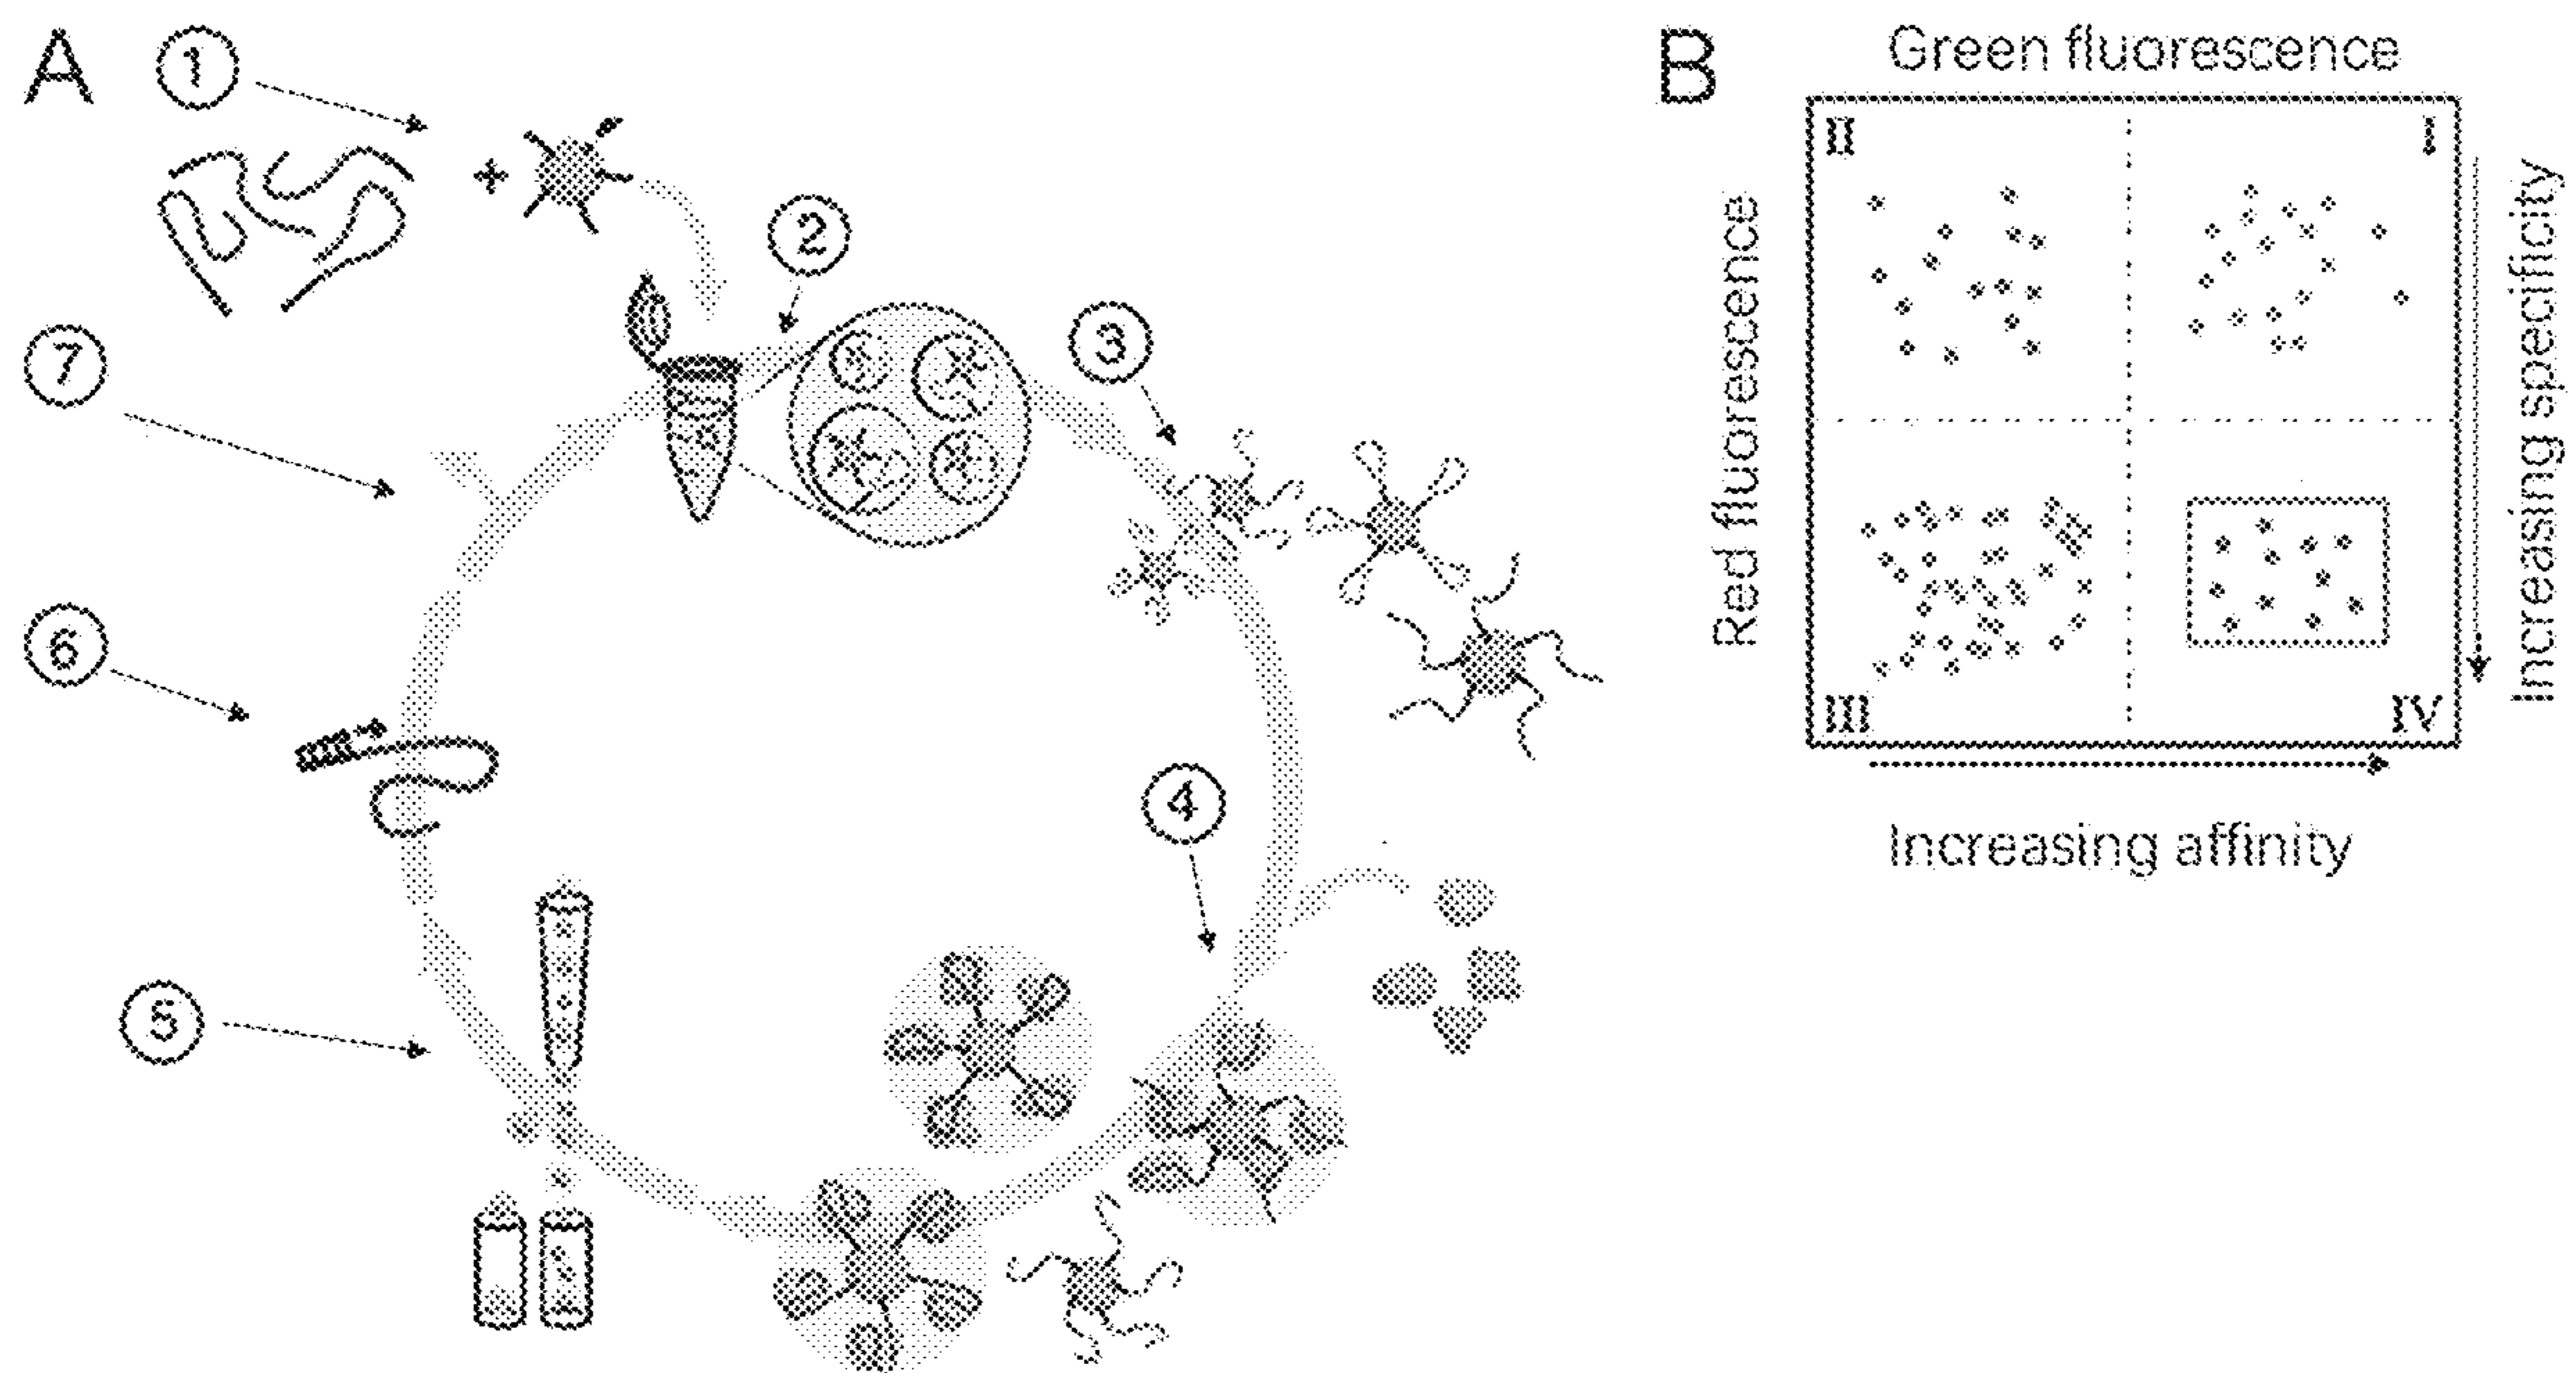 A
1
2
3
4
5
6
7
+
B
Green fluorescence
Red fluorescence
II
I
III
IV
Increasing specificity
Increasing affinity